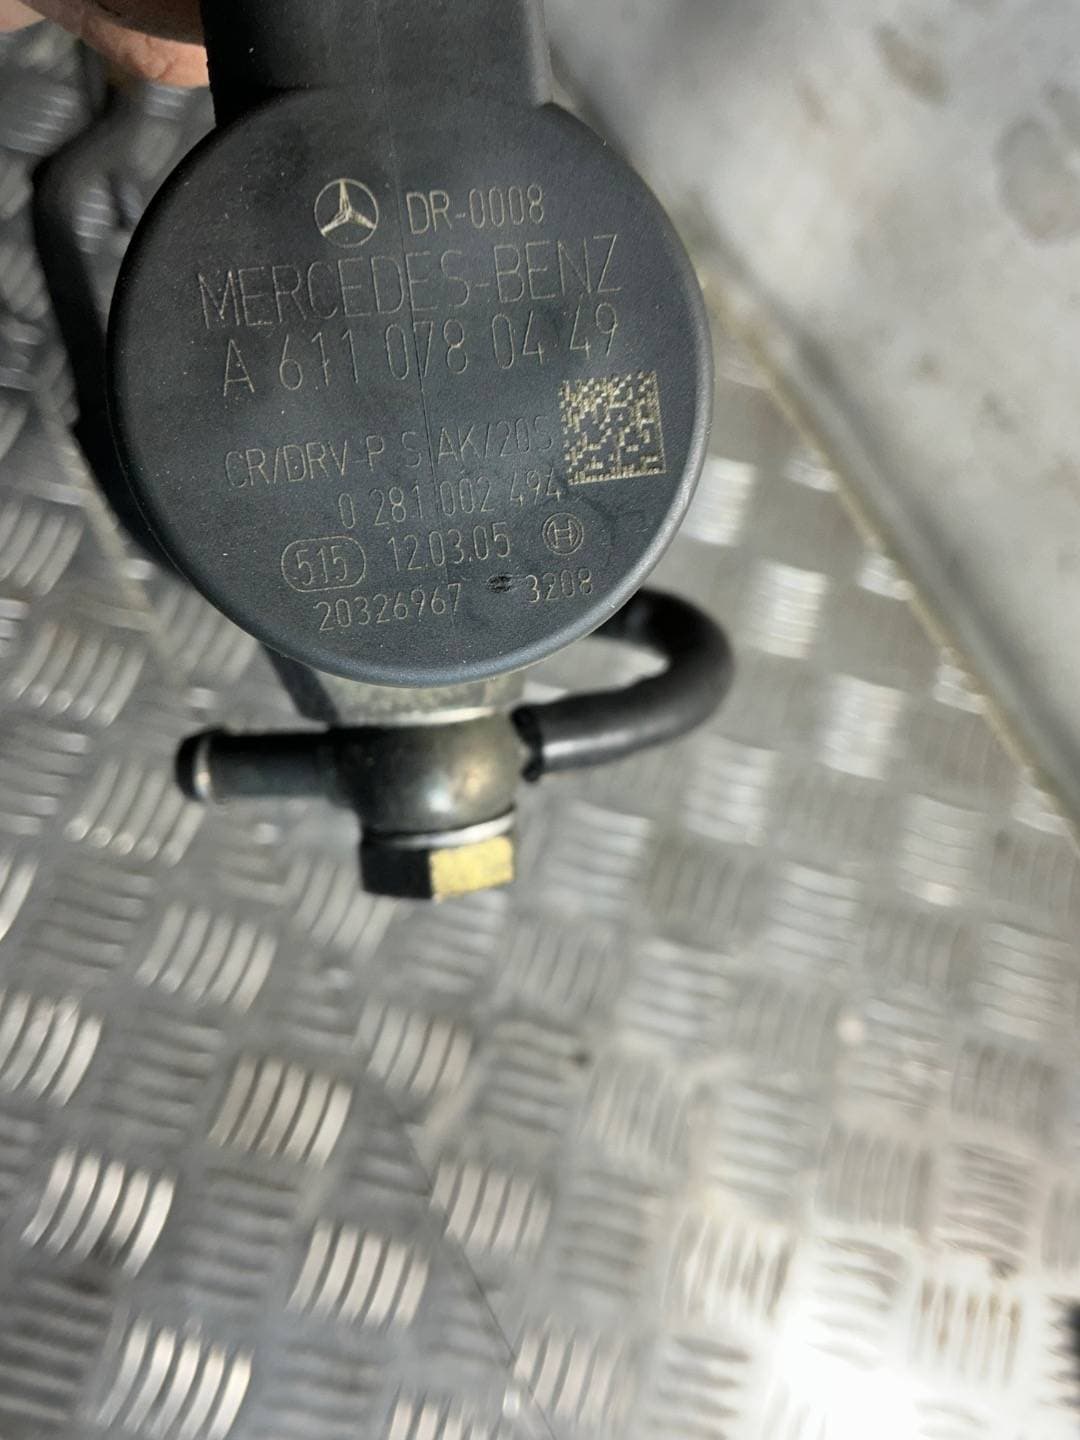 DR-0008
MERCEDES-BENZ
A 611 078 04 49
CR/DRV-P S AK/20S
0 281 002 494
515 12.03.05 H
20326967 3208